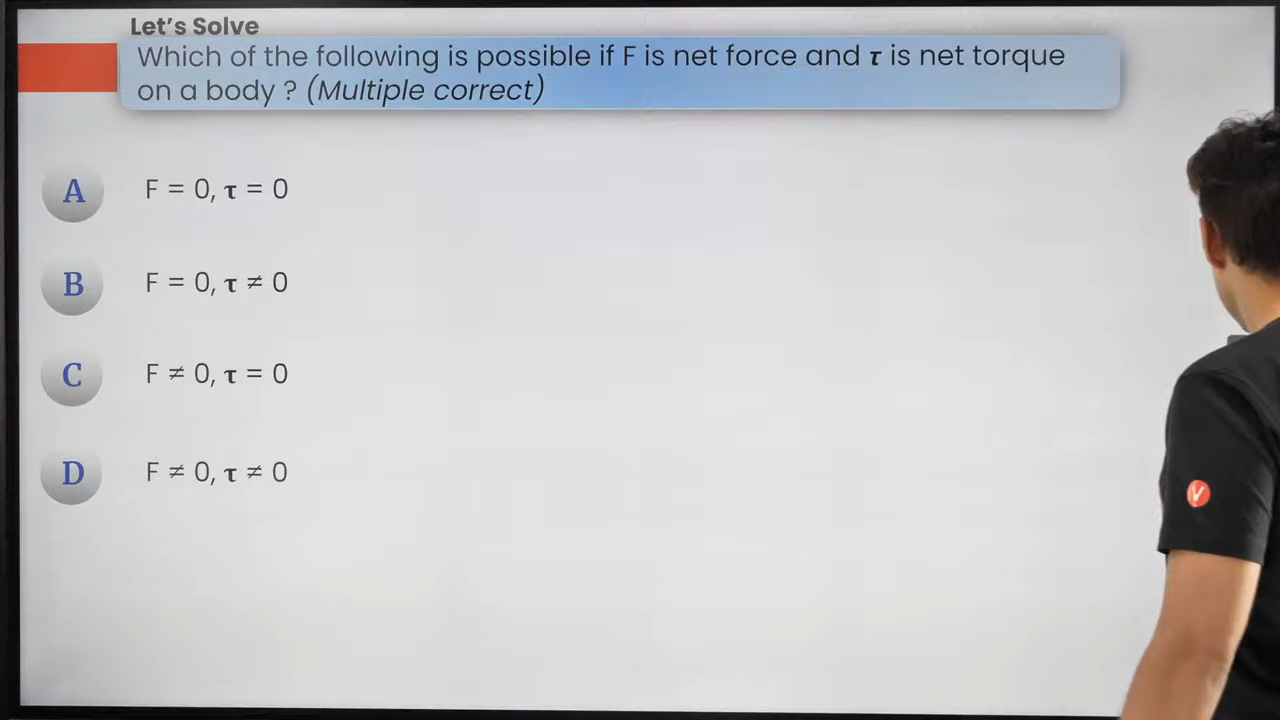 Let's Solve
Which of the following is possible if F is net force and τ is net torque
on a body ? (Multiple correct)
A F = 0, τ = 0
B F = 0, τ ≠ 0
C F ≠ 0, τ = 0
D F ≠ 0, τ ≠ 0
V